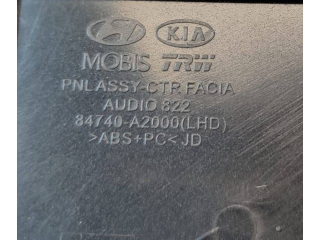 KIA
MOBIS TRW
PNL ASSY-CTR FACIA
AUDIO 822
84740-A2000(LHD)
>ABS+PC< JD